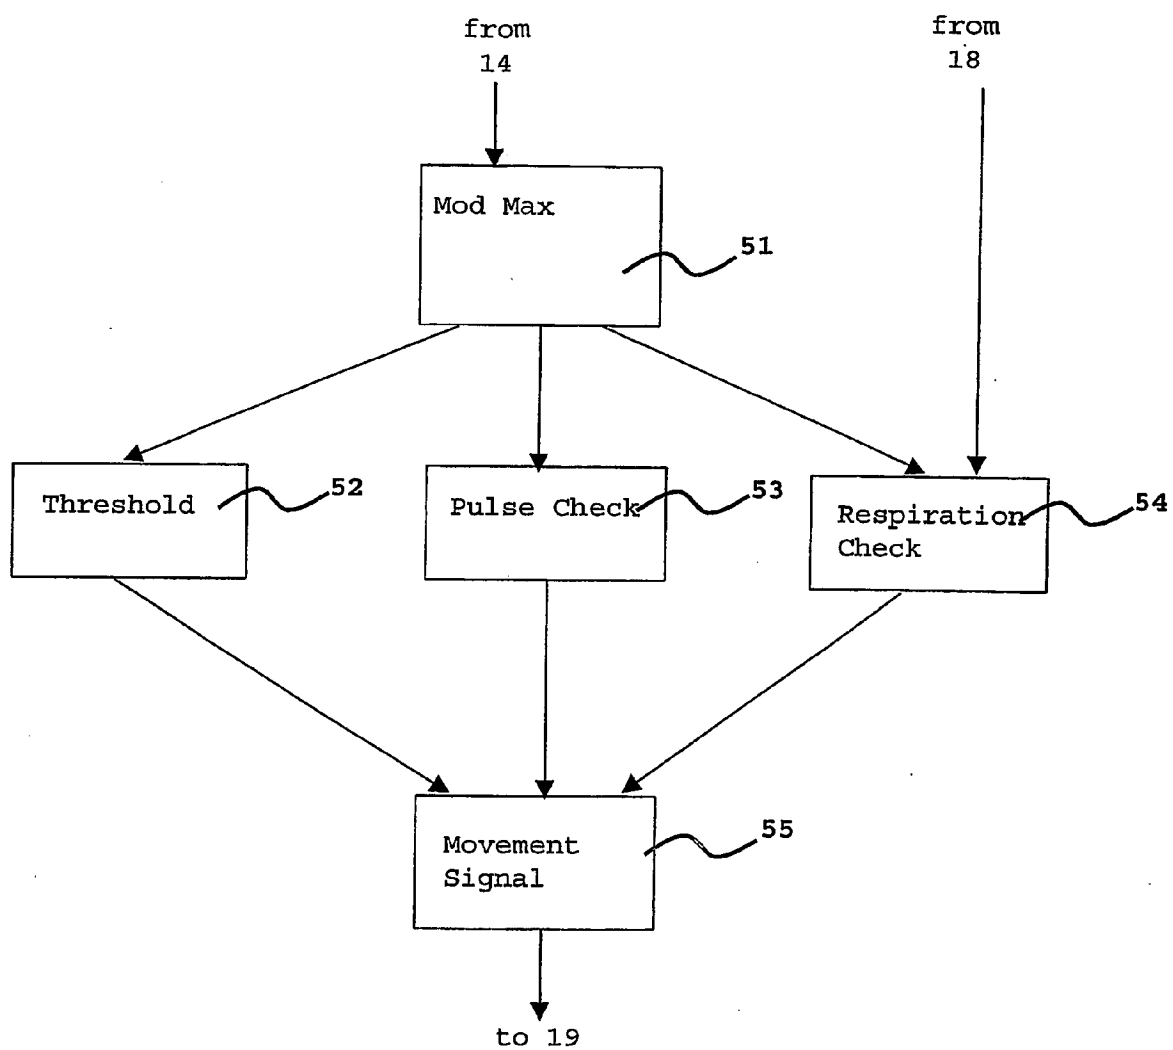 from
14
from
18
Mod Max
51
Threshold
52
Pulse Check
53
Respiration
Check
54
Movement
Signal
55
to 19